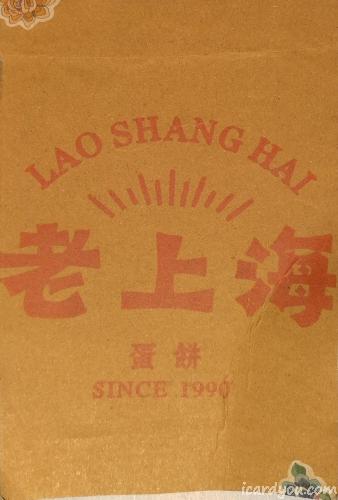 LAO SHANG HAI
老上海
蛋餅
SINCE 1990
icardyou.com